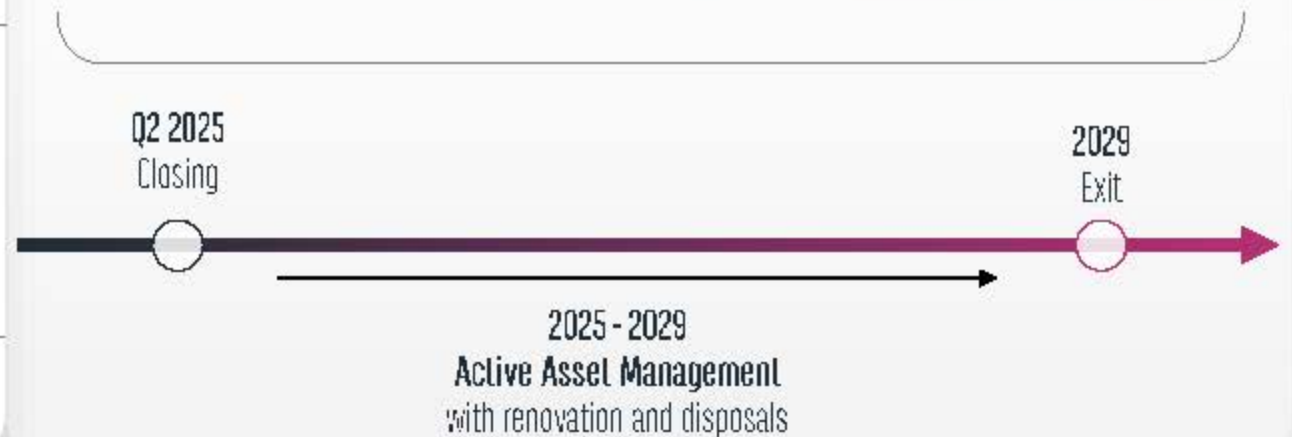 Q2 2025
Closing
2029
Exit
2025 - 2029
Active Asset Management
with renovation and disposals